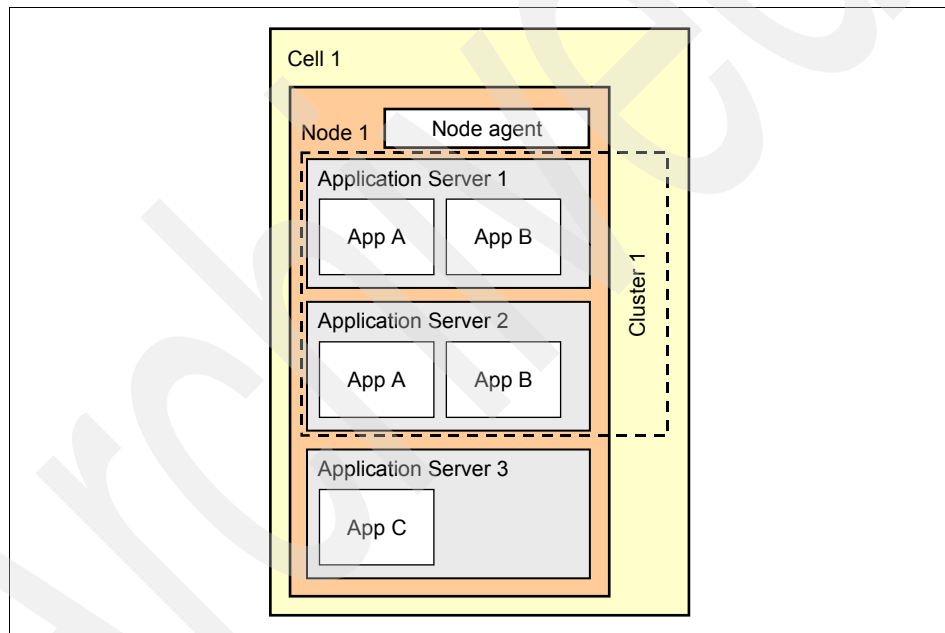 Cell 1
Node 1
Node agent
Application Server 1
App A
App B
Application Server 2
App A
App B
Cluster 1
Application Server 3
App C
Archived